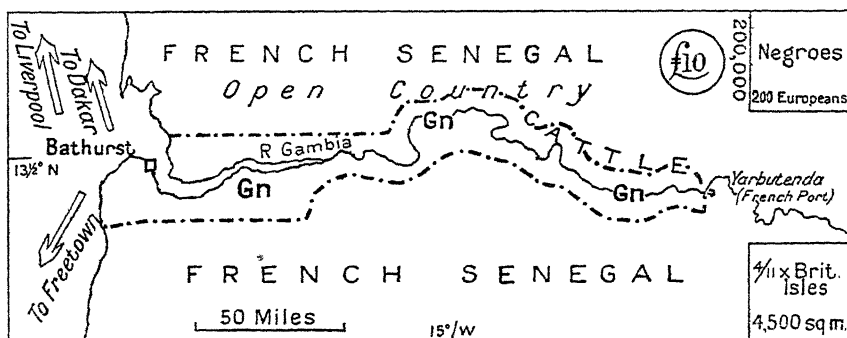 To Liverpool
To Dakar
FRENCH SENEGAL
Open Country
£10
200,000
Negroes
200 Europeans
Bathurst
13½° N
R Gambia
Gn
Gn
Gn
CATTLE
Yarbutenda
(French Port)
To Freetown
FRENCH SENEGAL
50 Miles
15°/W
4/11 x Brit.
Isles
4,500 sq m.